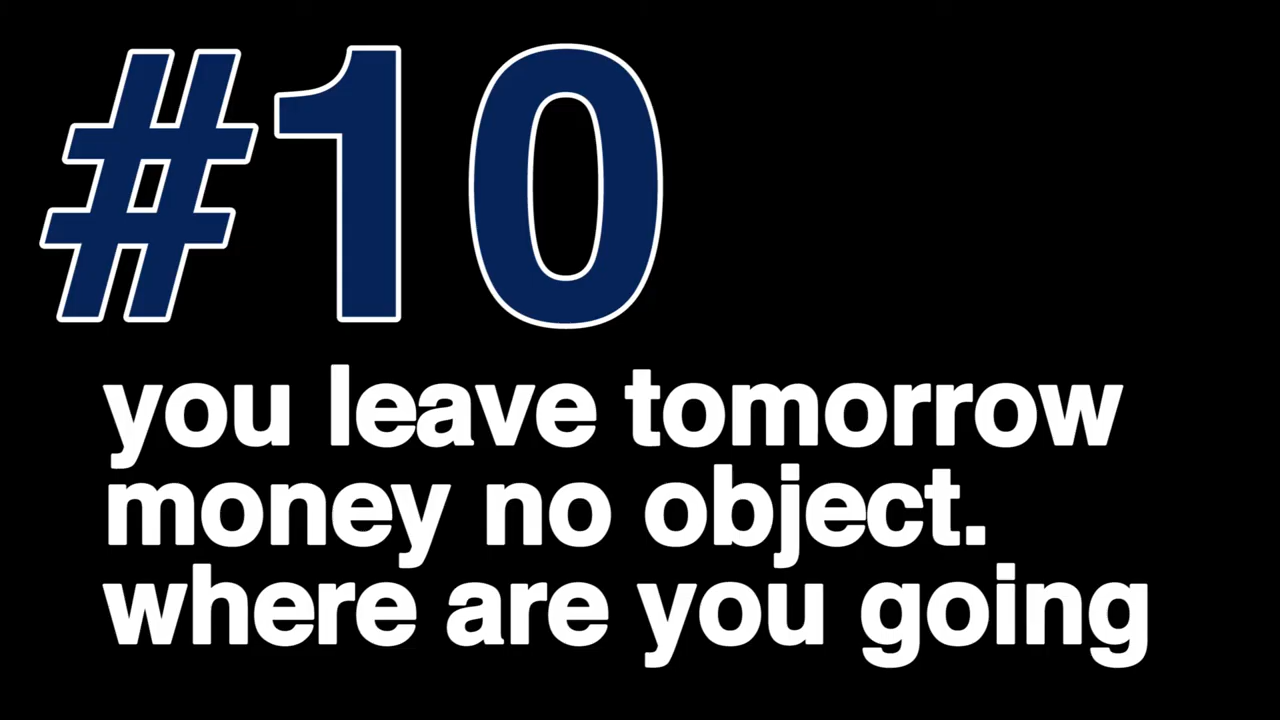 #10
you leave tomorrow
money no object.
where are you going